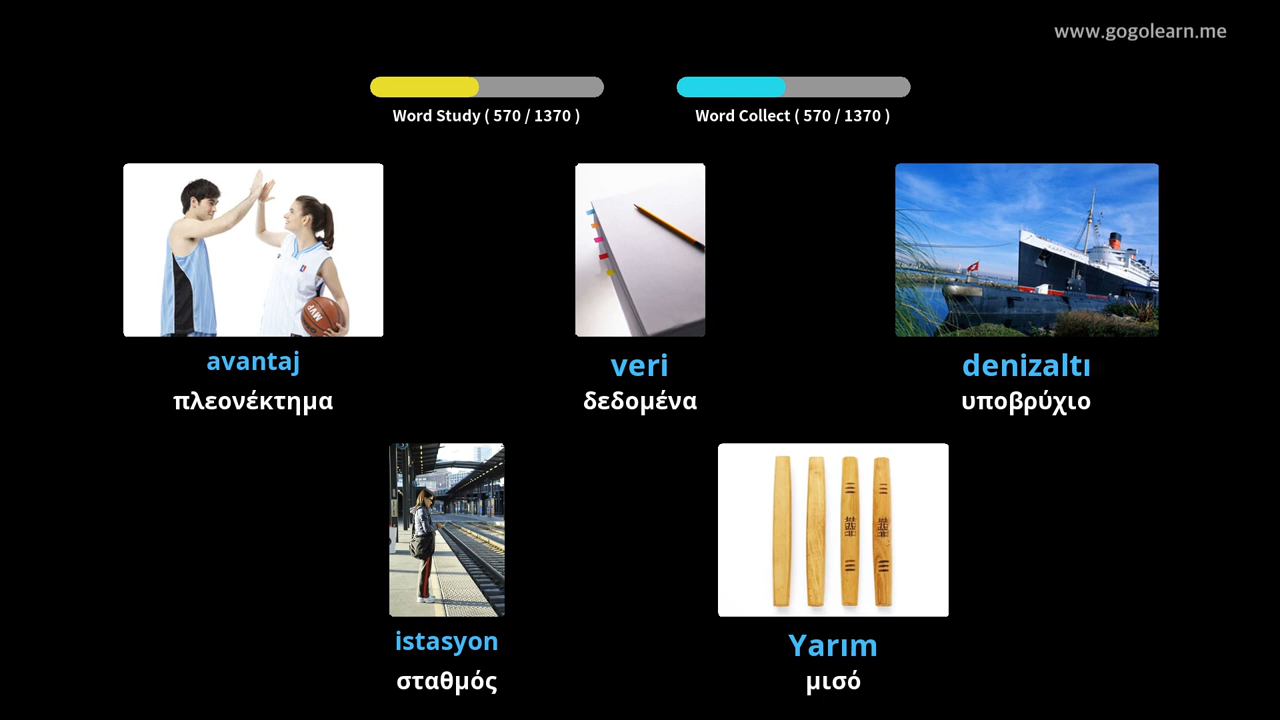 www.gogolearn.me
Word Study ( 570 / 1370 )
Word Collect ( 570 / 1370 )
avantaj
πλεονέκτημα
veri
δεδομένα
denizaltı
υποβρύχιο
istasyon
σταθμός
Yarım
μισό